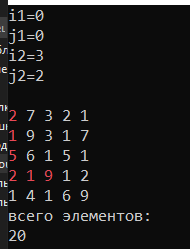 i1=0
j1=0
i2=3
j2=2
2 7 3 2 1
1 9 3 1 7
5 6 1 5 1
2 1 9 1 2
1 4 1 6 9
всего элементов:
20